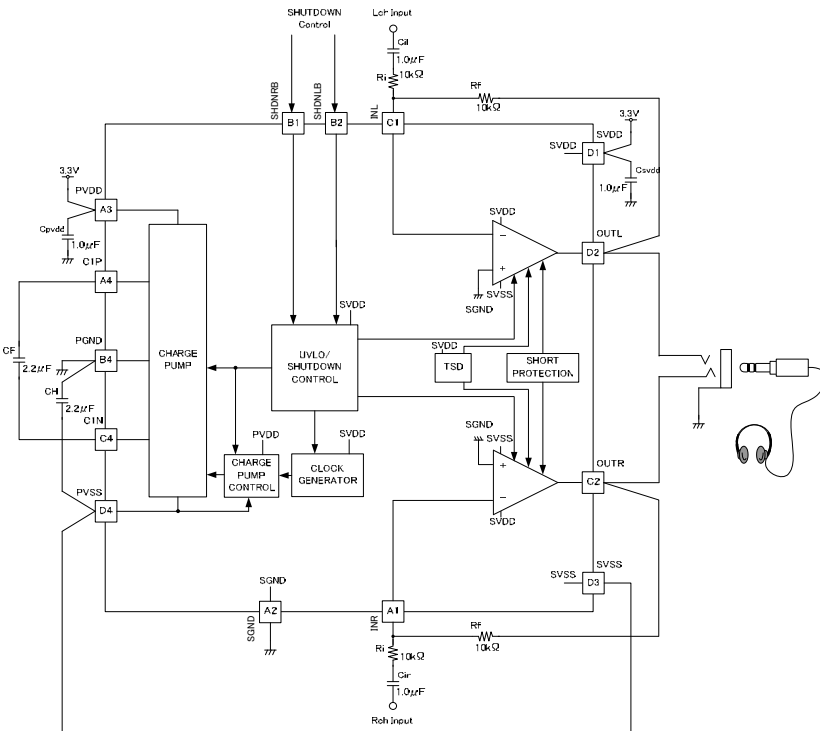 SHUTDOWN
Control
Lch Input
Cil
1.0μF
Ri
10kΩ
Rf
10kΩ
SHDNRB
SHDNLB
INL
B1
B2
C1
3.3V
SVDD
SVDD
D1
Csvdd
1.0μF
3.3V
PVDD
A3
Cpvdd
1.0μF
C1P
A4
SVDD
−
+
SVSS
SGND
OUTL
D2
PGND
B4
CF
2.2μF
CH
2.2μF
C1N
C4
CHARGE
PUMP
SVDD
UVLO/
SHUTDOWN
CONTROL
SVDD
TSD
SHORT
PROTECTION
PVDD
CHARGE
PUMP
CONTROL
SVDD
CLOCK
GENERATOR
SGND
SVSS
+
−
SVDD
OUTR
C2
PVSS
D4
SVSS
SVSS
D3
SGND
A2
SGND
A1
INR
Rf
10kΩ
Ri
10kΩ
Cir
1.0μF
Rch Input